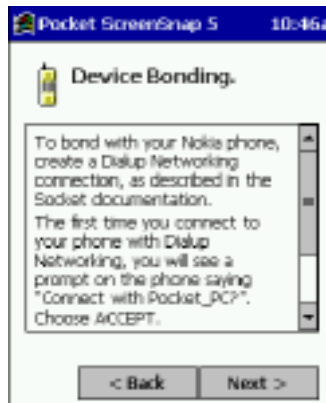 Pocket ScreenSnap 5 10:46a
Device Bonding.
To bond with your Nokia phone,
create a Dialup Networking
connection, as described in the
Socket documentation.
The first time you connect to
your phone with Dialup
Networking, you will see a
prompt on the phone saying
"Connect with Pocket_PC?".
Choose ACCEPT.
< Back Next >